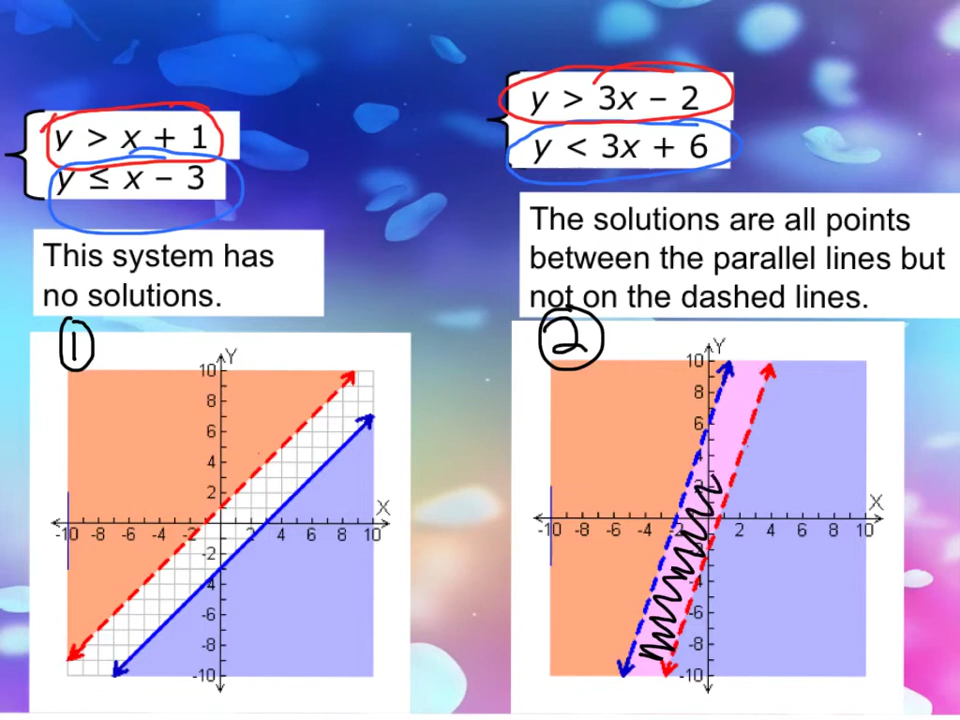 y > x + 1
y ≤ x − 3
This system has
no solutions.
1
Y
10
8
6
4
2
X
-10 -8 -6 -4 -2 2 4 6 8 10
-2
-4
-6
-8
-10
y > 3x − 2
y < 3x + 6
The solutions are all points
between the parallel lines but
not on the dashed lines.
2
Y
10
8
6
4
2
X
-10 -8 -6 -4 -2 2 4 6 8 10
-4
-6
-8
-10